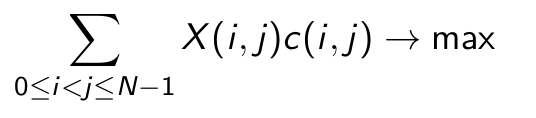 ∑ X(i,j)c(i,j) → max
0≤i<j≤N−1